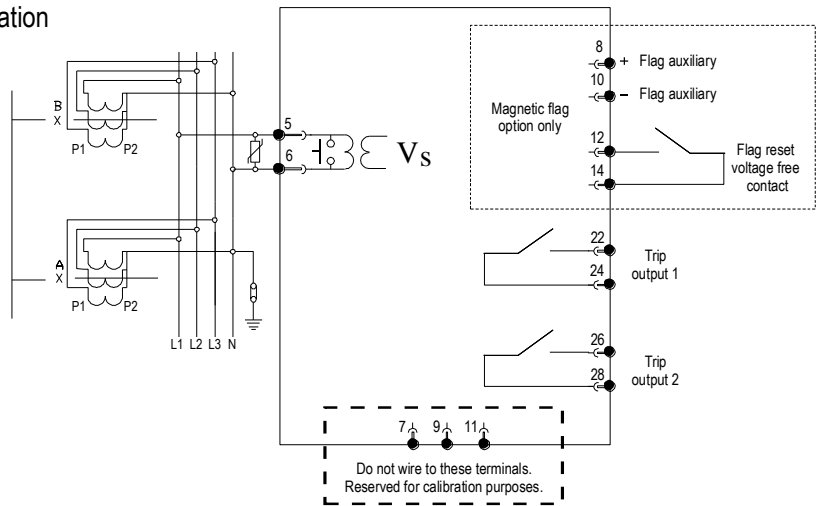 ation
B
X
P1 P2
A
X
P1 P2
L1 L2 L3 N
5
6
Vs
Magnetic flag
option only
8
+ Flag auxiliary
10
– Flag auxiliary
12
14
Flag reset
voltage free
contact
22
24
Trip
output 1
26
28
Trip
output 2
7 9 11
Do not wire to these terminals.
Reserved for calibration purposes.